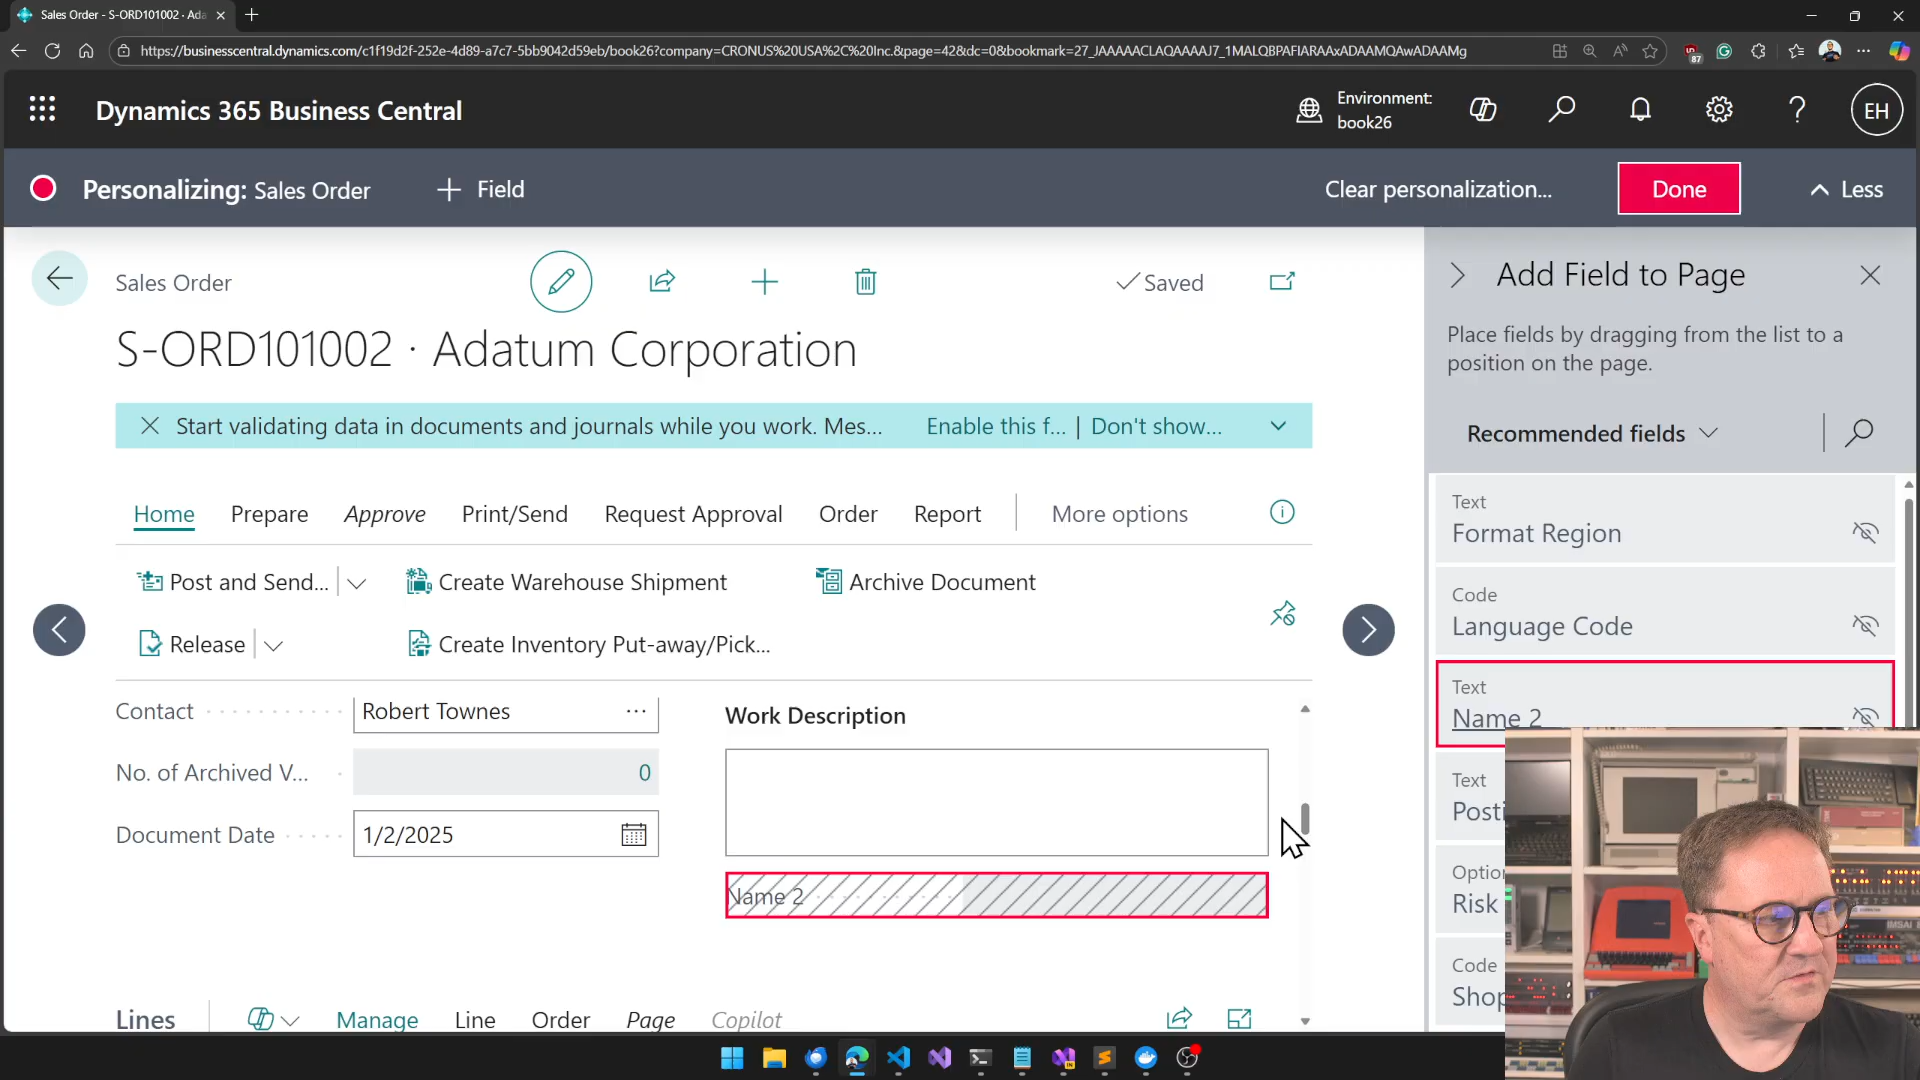 Sales Order - S-ORD101002 · Ada
https://businesscentral.dynamics.com/c1f19d2f-252e-4d89-a7c7-5bb9042d59eb/book26?company=CRONUS%20USA%2C%20Inc.&page=42&dc=0&bookmark=27_JAAAAACLAQAAAAJ7_1MALQBPAFIARAAxADAAMQAwADAAMg
87
Dynamics 365 Business Central
Environment:
book26
EH
Personalizing: Sales Order
Field
Clear personalization...
Done
Less
Sales Order
Saved
S-ORD101002 · Adatum Corporation
Start validating data in documents and journals while you work. Mes...
Enable this f... | Don't show...
Home
Prepare
Approve
Print/Send
Request Approval
Order
Report
More options
Post and Send...
Create Warehouse Shipment
Archive Document
Release
Create Inventory Put-away/Pick...
Contact
Robert Townes
No. of Archived V...
0
Document Date
1/2/2025
Work Description
Name 2
Lines
Manage
Line
Order
Page
Copilot
Add Field to Page
Place fields by dragging from the list to a
position on the page.
Recommended fields
Text
Format Region
Code
Language Code
Text
Name 2
Text
Posti
Optio
Risk
Code
Shop
IMSAI